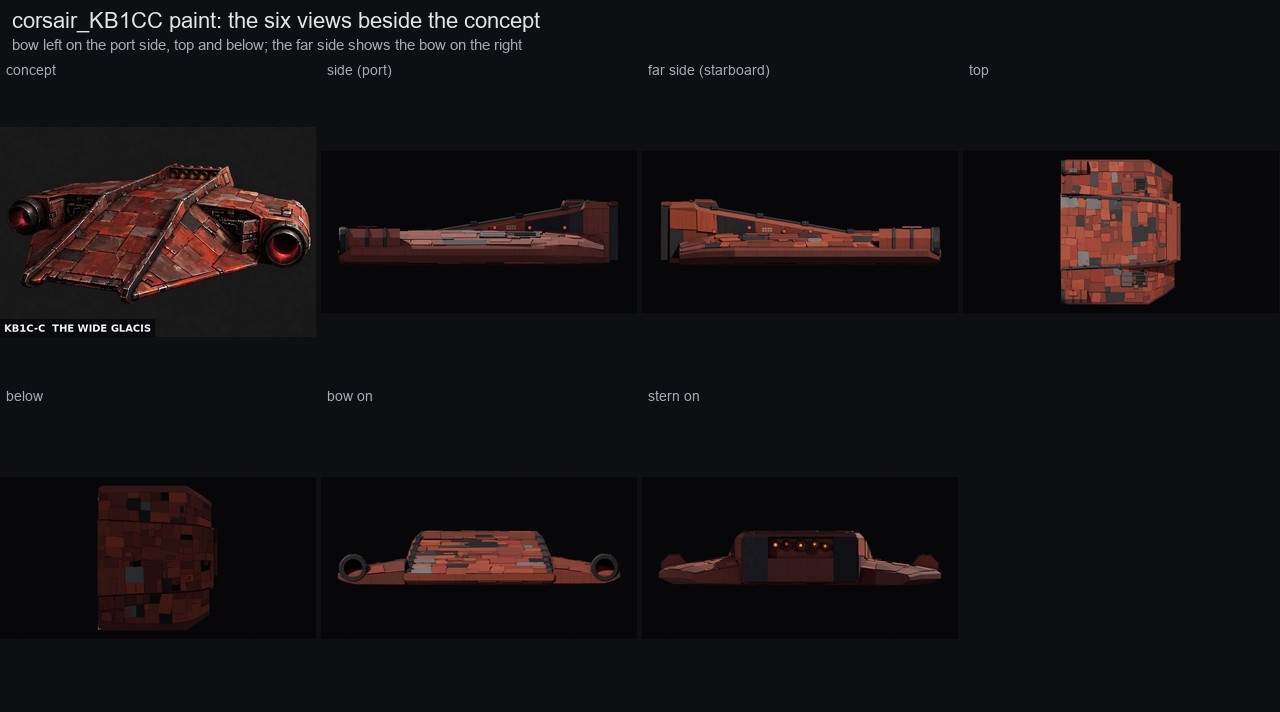 corsair_KB1CC paint: the six views beside the concept
bow left on the port side, top and below; the far side shows the bow on the right
concept
side (port)
far side (starboard)
top
KB1C-C THE WIDE GLACIS
below
bow on
stern on